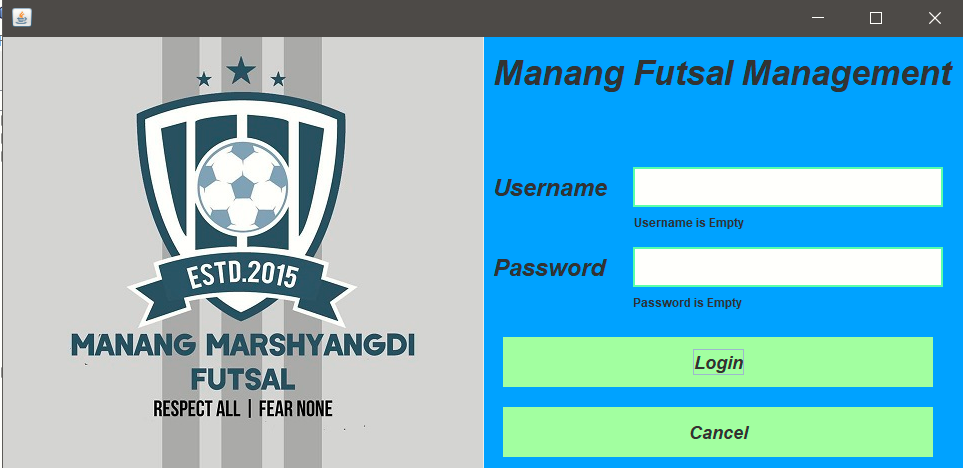 ESTD.2015
MANANG MARSHYANGDI
FUTSAL
RESPECT ALL | FEAR NONE
Manang Futsal Management
Username
Username is Empty
Password
Password is Empty
Login
Cancel